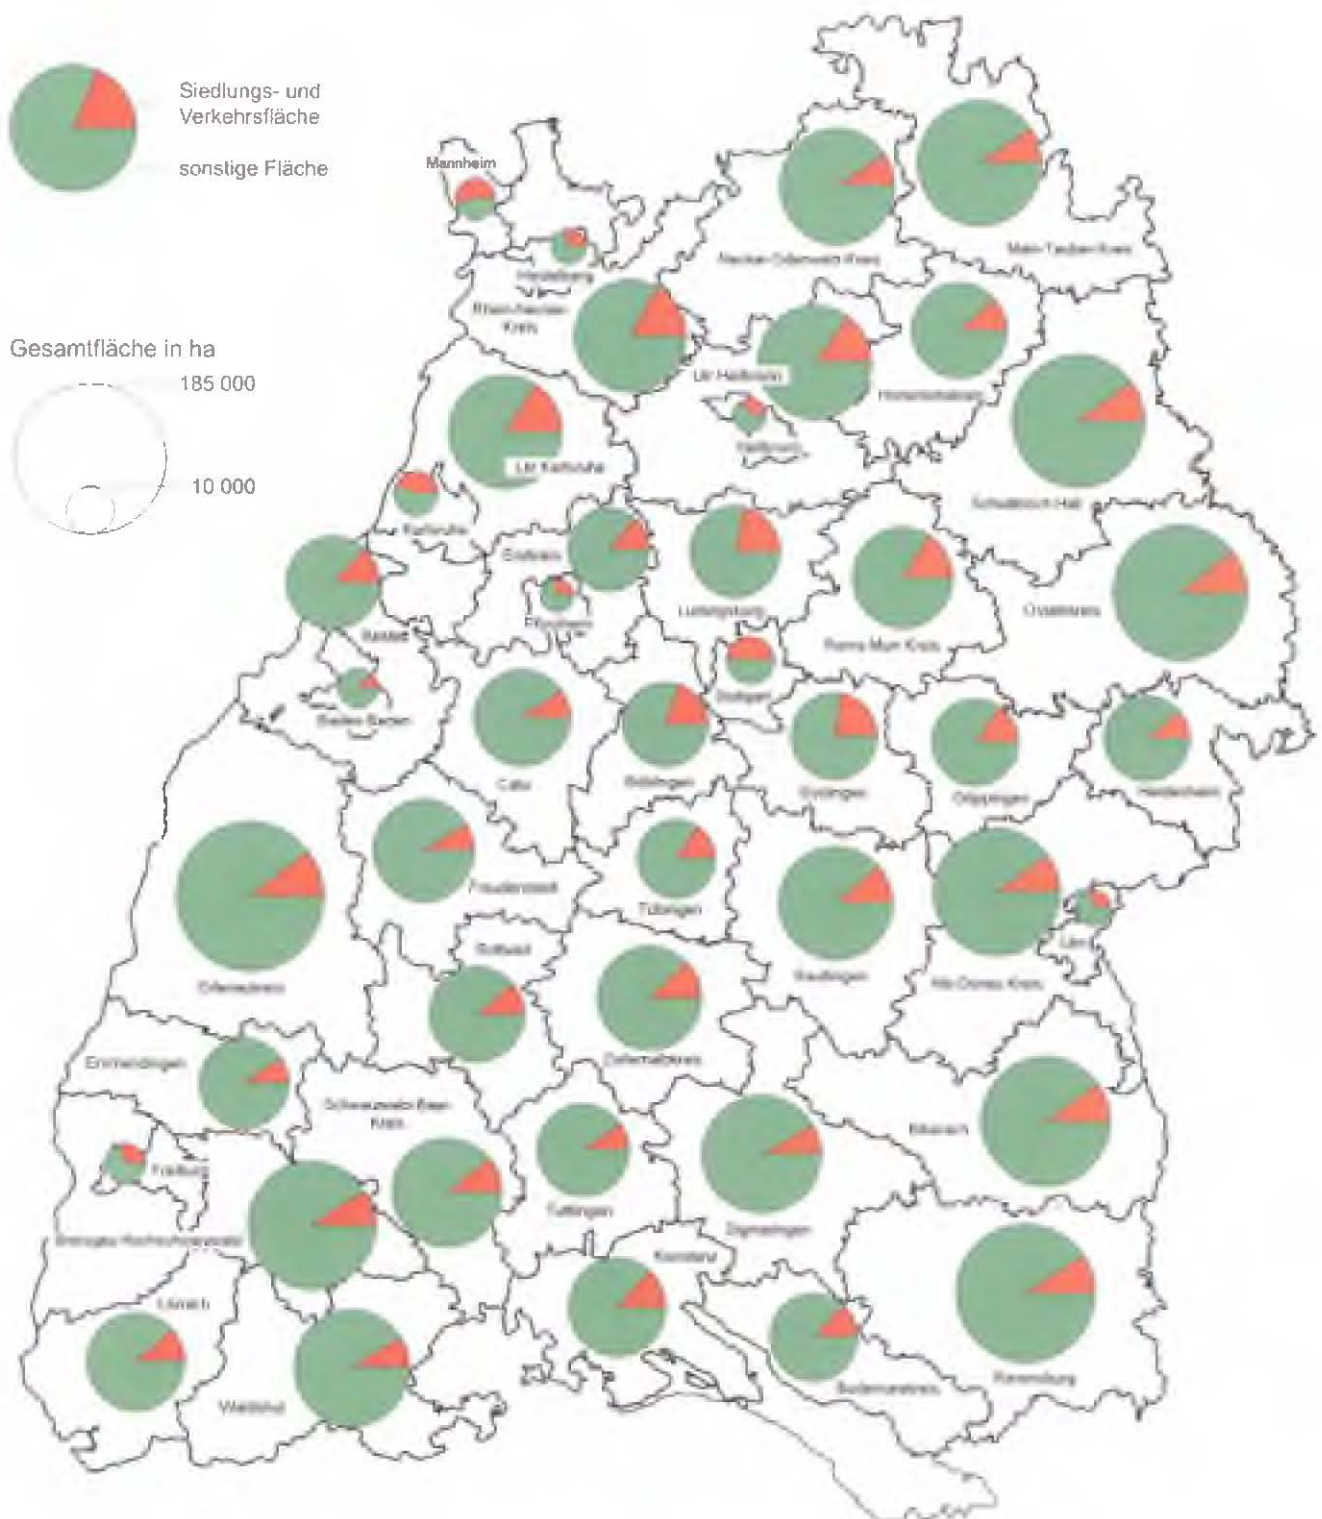 Siedlungs- und
Verkehrsfläche
sonstige Fläche
Gesamtfläche in ha
185 000
10 000
Mannheim
Heidelberg
Neckar-Odenwald-Kreis
Main-Tauber-Kreis
Rhein-Neckar-
Kreis
Lkr Heilbronn
Hohenlohekreis
Heilbronn
Lkr Karlsruhe
Schwäbisch Hall
Karlsruhe
Enzkreis
Pforzheim
Ludwigsburg
Rems-Murr-Kreis
Ostalbkreis
Rastatt
Stuttgart
Baden-Baden
Calw
Böblingen
Esslingen
Göppingen
Heidenheim
Freudenstadt
Tübingen
Ulm
Rottweil
Reutlingen
Alb-Donau-Kreis
Ortenaukreis
Zollernalbkreis
Emmendingen
Schwarzwald-Baar-
Kreis
Biberach
Freiburg
Tuttlingen
Sigmaringen
Breisgau-Hochschwarzwald
Konstanz
Lörrach
Waldshut
Bodenseekreis
Ravensburg